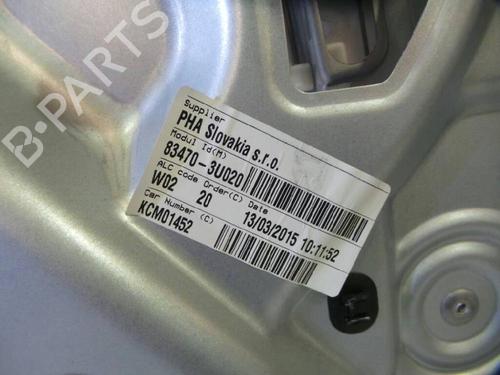 B-PARTS
Supplier
PHA Slovakia s.r.o.
Modul Id(M)
83470-3U020
ALC code Order(C) Date
W02 20 13/03/2015 10:11:52
Car Number (C)
KCM01452